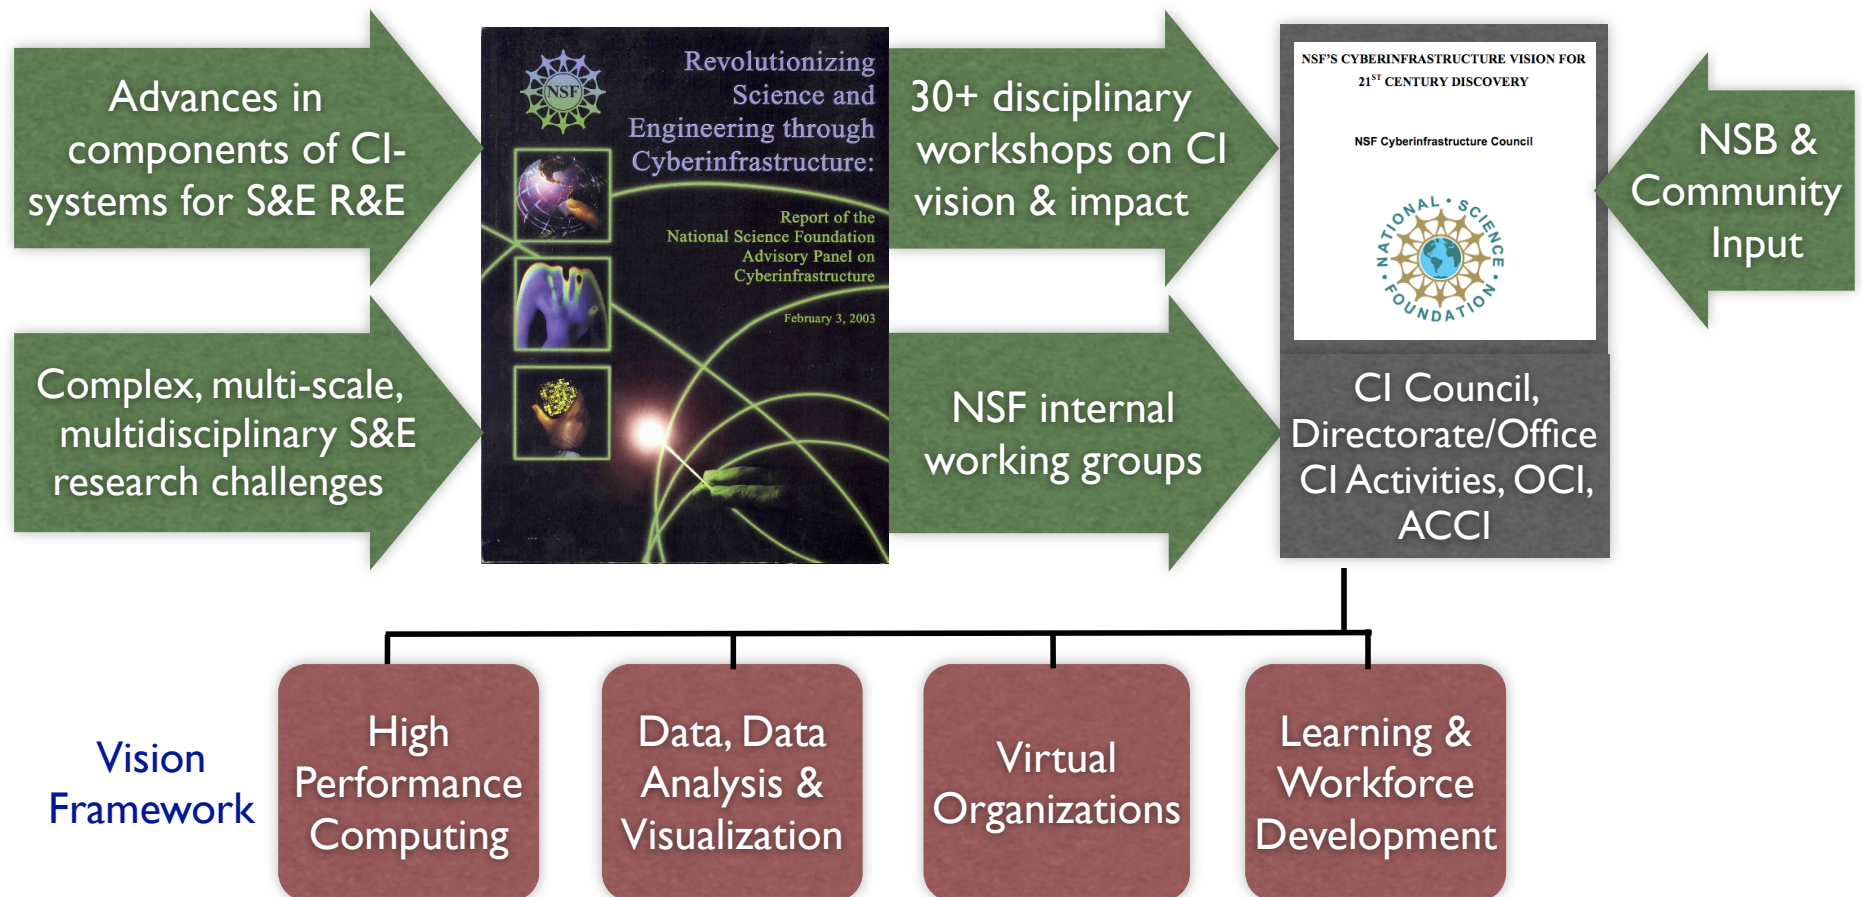 Advances in
components of CI-
systems for S&E R&E
Complex, multi-scale,
multidisciplinary S&E
research challenges
NSF
Revolutionizing
Science and
Engineering through
Cyberinfrastructure:
Report of the
National Science Foundation
Advisory Panel on
Cyberinfrastructure
February 3, 2003
30+ disciplinary
workshops on CI
vision & impact
NSF internal
working groups
NSF'S CYBERINFRASTRUCTURE VISION FOR
21ST CENTURY DISCOVERY
NSF Cyberinfrastructure Council
NATIONAL • SCIENCE • FOUNDATION •
CI Council,
Directorate/Office
CI Activities, OCI,
ACCI
NSB &
Community
Input
Vision
Framework
High
Performance
Computing
Data, Data
Analysis &
Visualization
Virtual
Organizations
Learning &
Workforce
Development